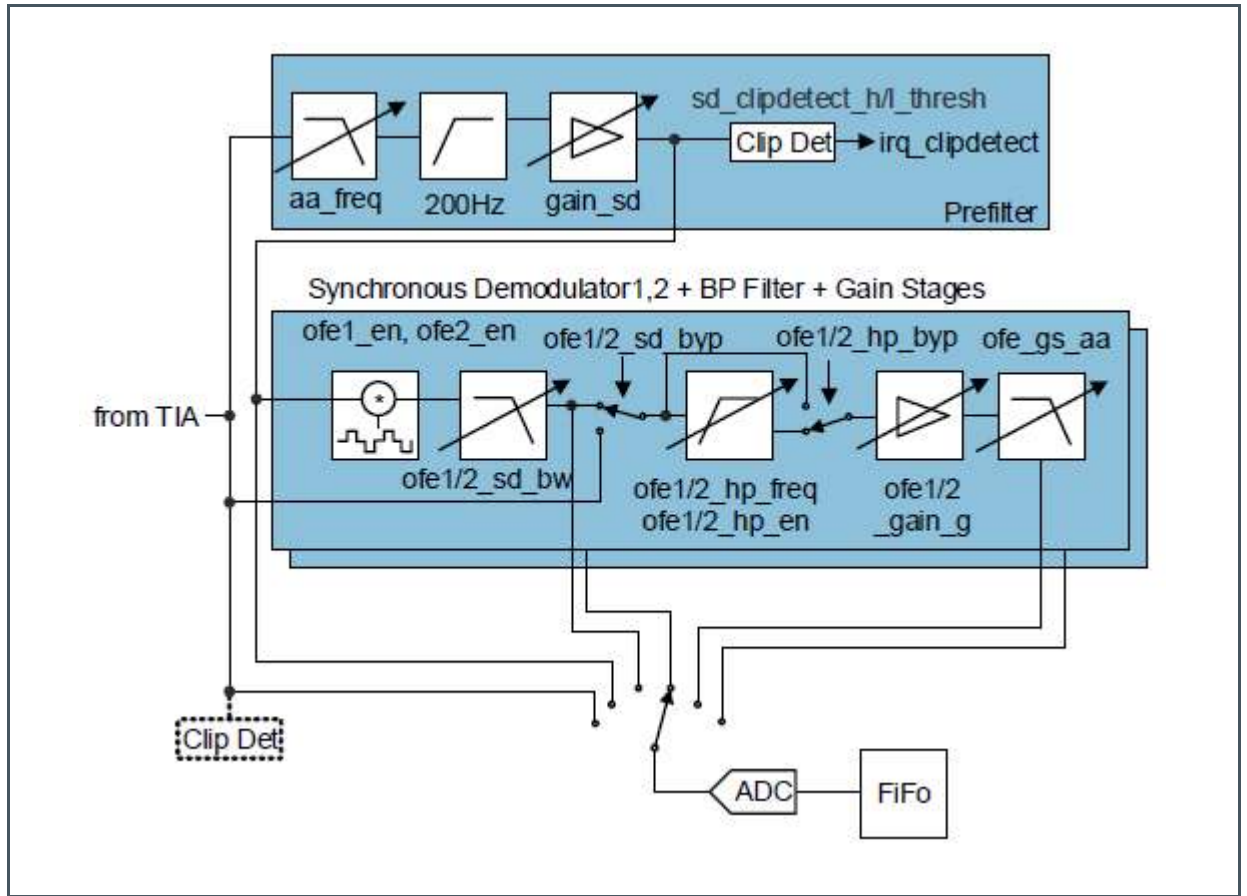 sd_clipdetect_h/l_thresh
Clip Det
irq_clipdetect
aa_freq
200Hz
gain_sd
Prefilter
Synchronous Demodulator1,2 + BP Filter + Gain Stages
ofe1_en, ofe2_en
ofe1/2_sd_byp
ofe1/2_hp_byp
ofe_gs_aa
*
from TIA
ofe1/2_sd_bw
ofe1/2_hp_freq
ofe1/2_hp_en
ofe1/2
_gain_g
Clip Det
ADC
FiFo